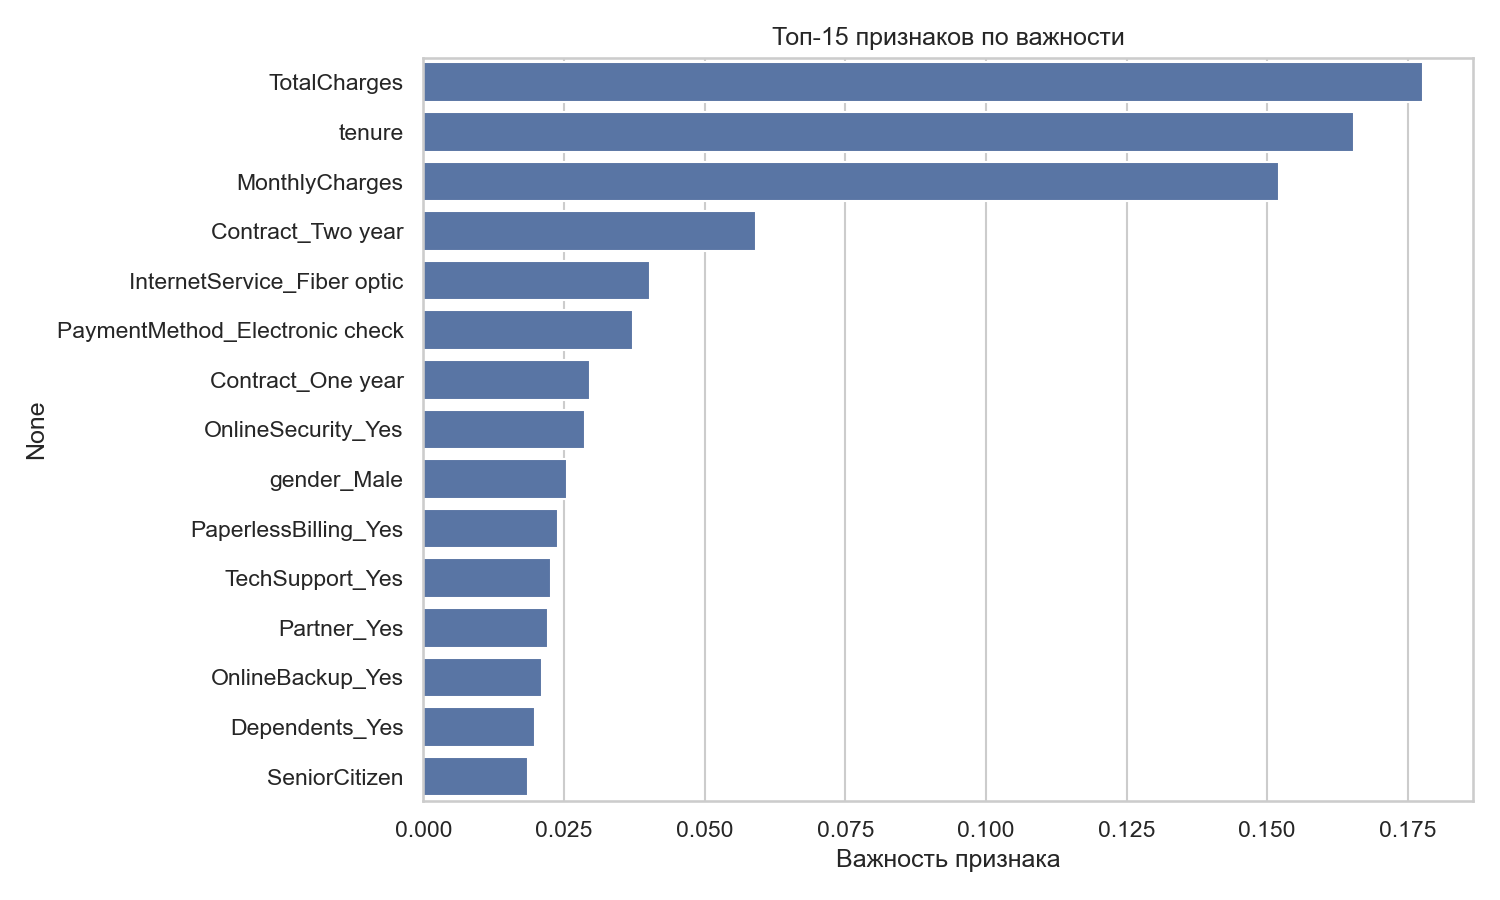 Топ-15 признаков по важности
TotalCharges
tenure
MonthlyCharges
Contract_Two year
InternetService_Fiber optic
PaymentMethod_Electronic check
Contract_One year
OnlineSecurity_Yes
gender_Male
PaperlessBilling_Yes
TechSupport_Yes
Partner_Yes
OnlineBackup_Yes
Dependents_Yes
SeniorCitizen
None
0.000 0.025 0.050 0.075 0.100 0.125 0.150 0.175
Важность признака